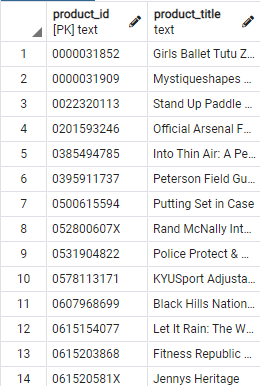 product_id product_title
[PK] text text
1 0000031852 Girls Ballet Tutu Z...
2 0000031909 Mystiqueshapes ...
3 0022320113 Stand Up Paddle ...
4 0201593246 Official Arsenal F...
5 0385494785 Into Thin Air: A Pe...
6 0395911737 Peterson Field Gu...
7 0500615594 Putting Set in Case
8 052800607X Rand McNally Int...
9 0531904822 Police Protect & ...
10 0578113171 KYUSport Adjusta...
11 0607968699 Black Hills Nation...
12 0615154077 Let It Rain: The W...
13 0615203868 Fitness Republic ...
14 061520581X Jennys Heritage